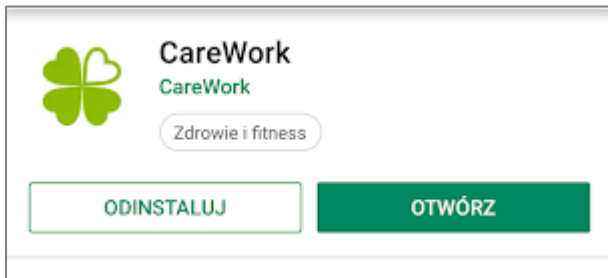 CareWork
CareWork
Zdrowie i fitness
ODINSTALUJ
OTWÓRZ